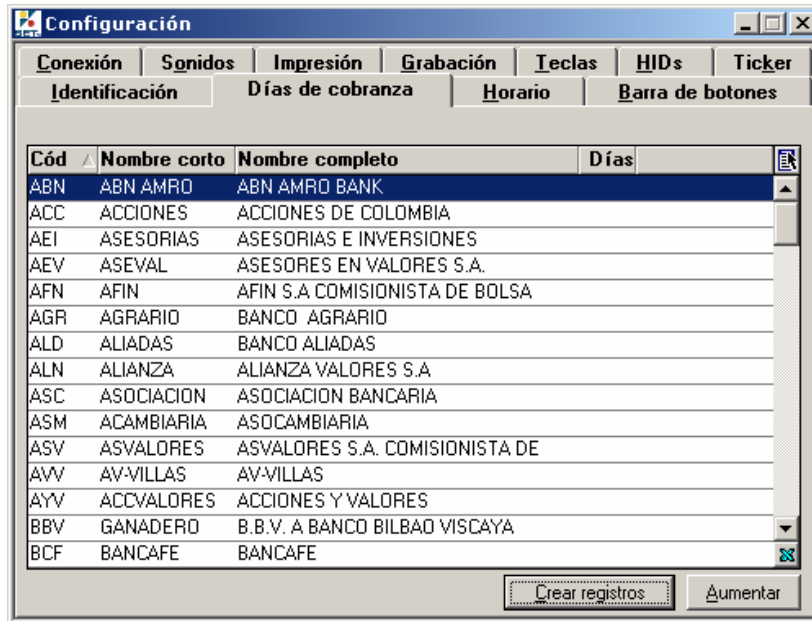 Configuración
Conexión Sonidos Impresión Grabación Teclas HIDs Ticker
Identificación Días de cobranza Horario Barra de botones
Cód Nombre corto Nombre completo Días
ABN ABN AMRO ABN AMRO BANK
ACC ACCIONES ACCIONES DE COLOMBIA
AEI ASESORIAS ASESORIAS E INVERSIONES
AEV ASEVAL ASESORES EN VALORES S.A.
AFN AFIN AFIN S.A COMISIONISTA DE BOLSA
AGR AGRARIO BANCO AGRARIO
ALD ALIADAS BANCO ALIADAS
ALN ALIANZA ALIANZA VALORES S.A
ASC ASOCIACION ASOCIACION BANCARIA
ASM ACAMBIARIA ASOCAMBIARIA
ASV ASVALORES ASVALORES S.A. COMISIONISTA DE
AVV AV-VILLAS AV-VILLAS
AYV ACCVALORES ACCIONES Y VALORES
BBV GANADERO B.B.V. A BANCO BILBAO VISCAYA
BCF BANCAFE BANCAFE
Crear registros Aumentar